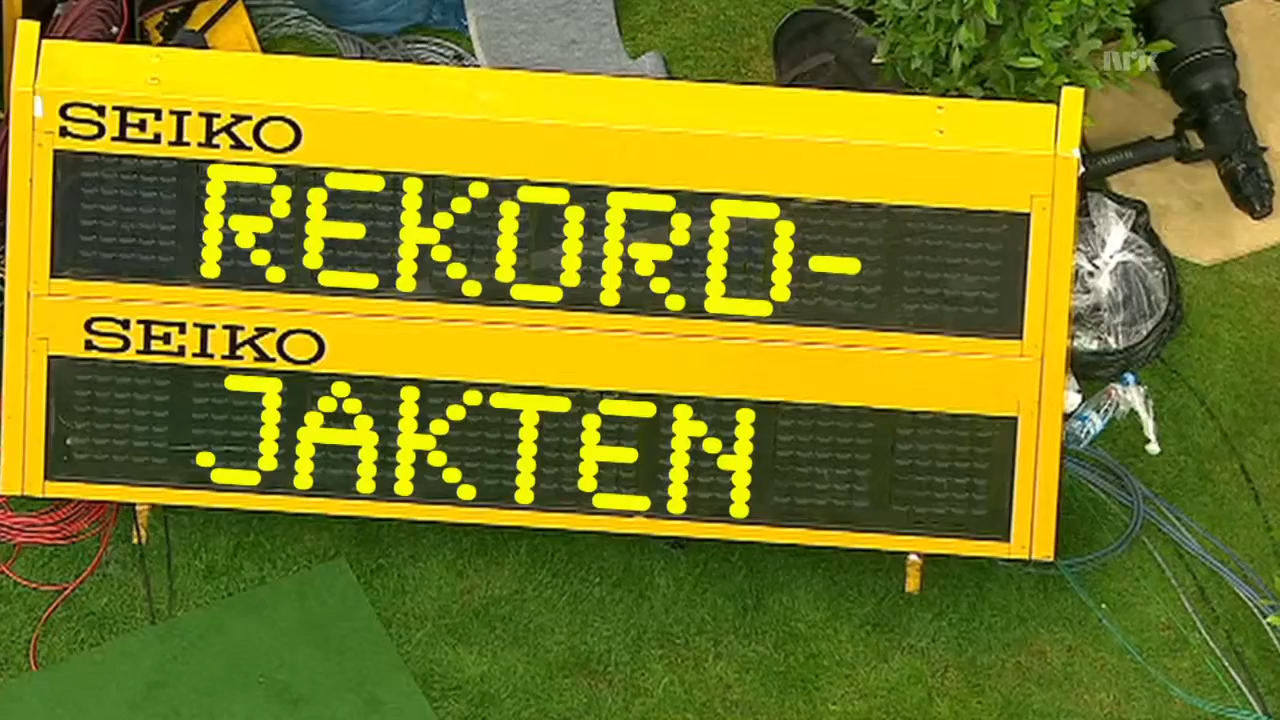 nrk
SEIKO
REKORD-
SEIKO
JAKTEN